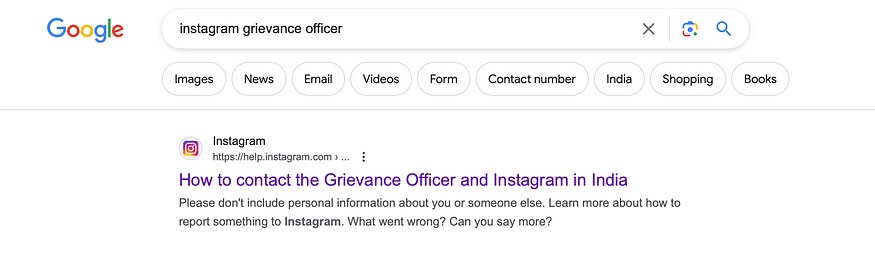 Google
instagram grievance officer
Images News Email Videos Form Contact number India Shopping Books
Instagram
https://help.instagram.com › ...
How to contact the Grievance Officer and Instagram in India
Please don't include personal information about you or someone else. Learn more about how to
report something to Instagram. What went wrong? Can you say more?